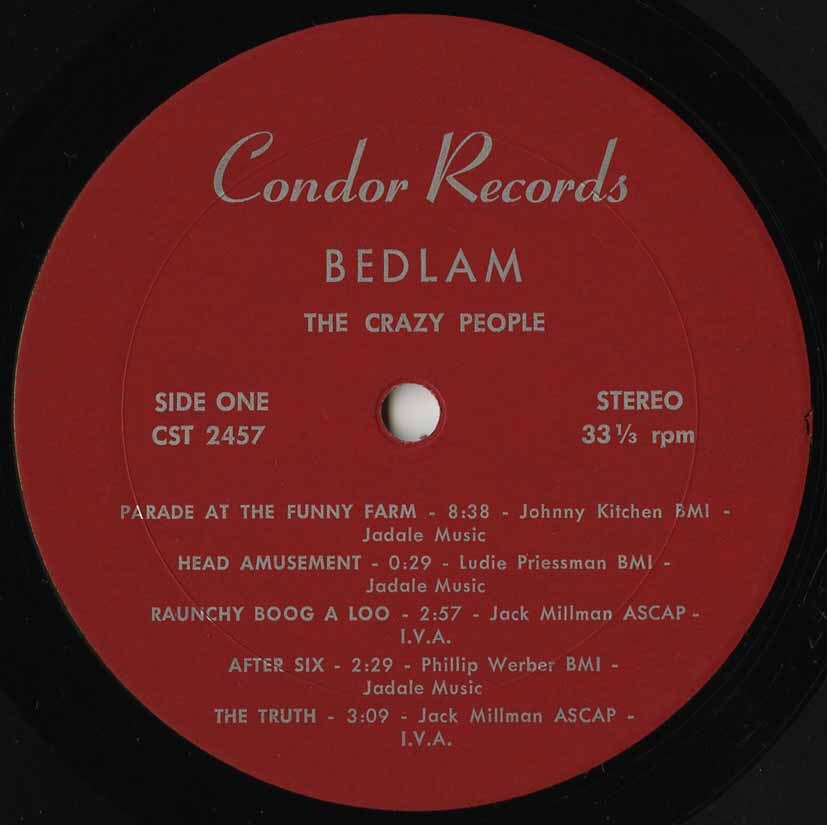 Condor Records
BEDLAM
THE CRAZY PEOPLE
SIDE ONE
CST 2457
STEREO
33⅓ rpm
PARADE AT THE FUNNY FARM - 8:38 - Johnny Kitchen BMI -
Jadale Music
HEAD AMUSEMENT - 0:29 - Ludie Priessman BMI -
Jadale Music
RAUNCHY BOOG A LOO - 2:57 - Jack Millman ASCAP -
I.V.A.
AFTER SIX - 2:29 - Phillip Werber BMI -
Jadale Music
THE TRUTH - 3:09 - Jack Millman ASCAP -
I.V.A.